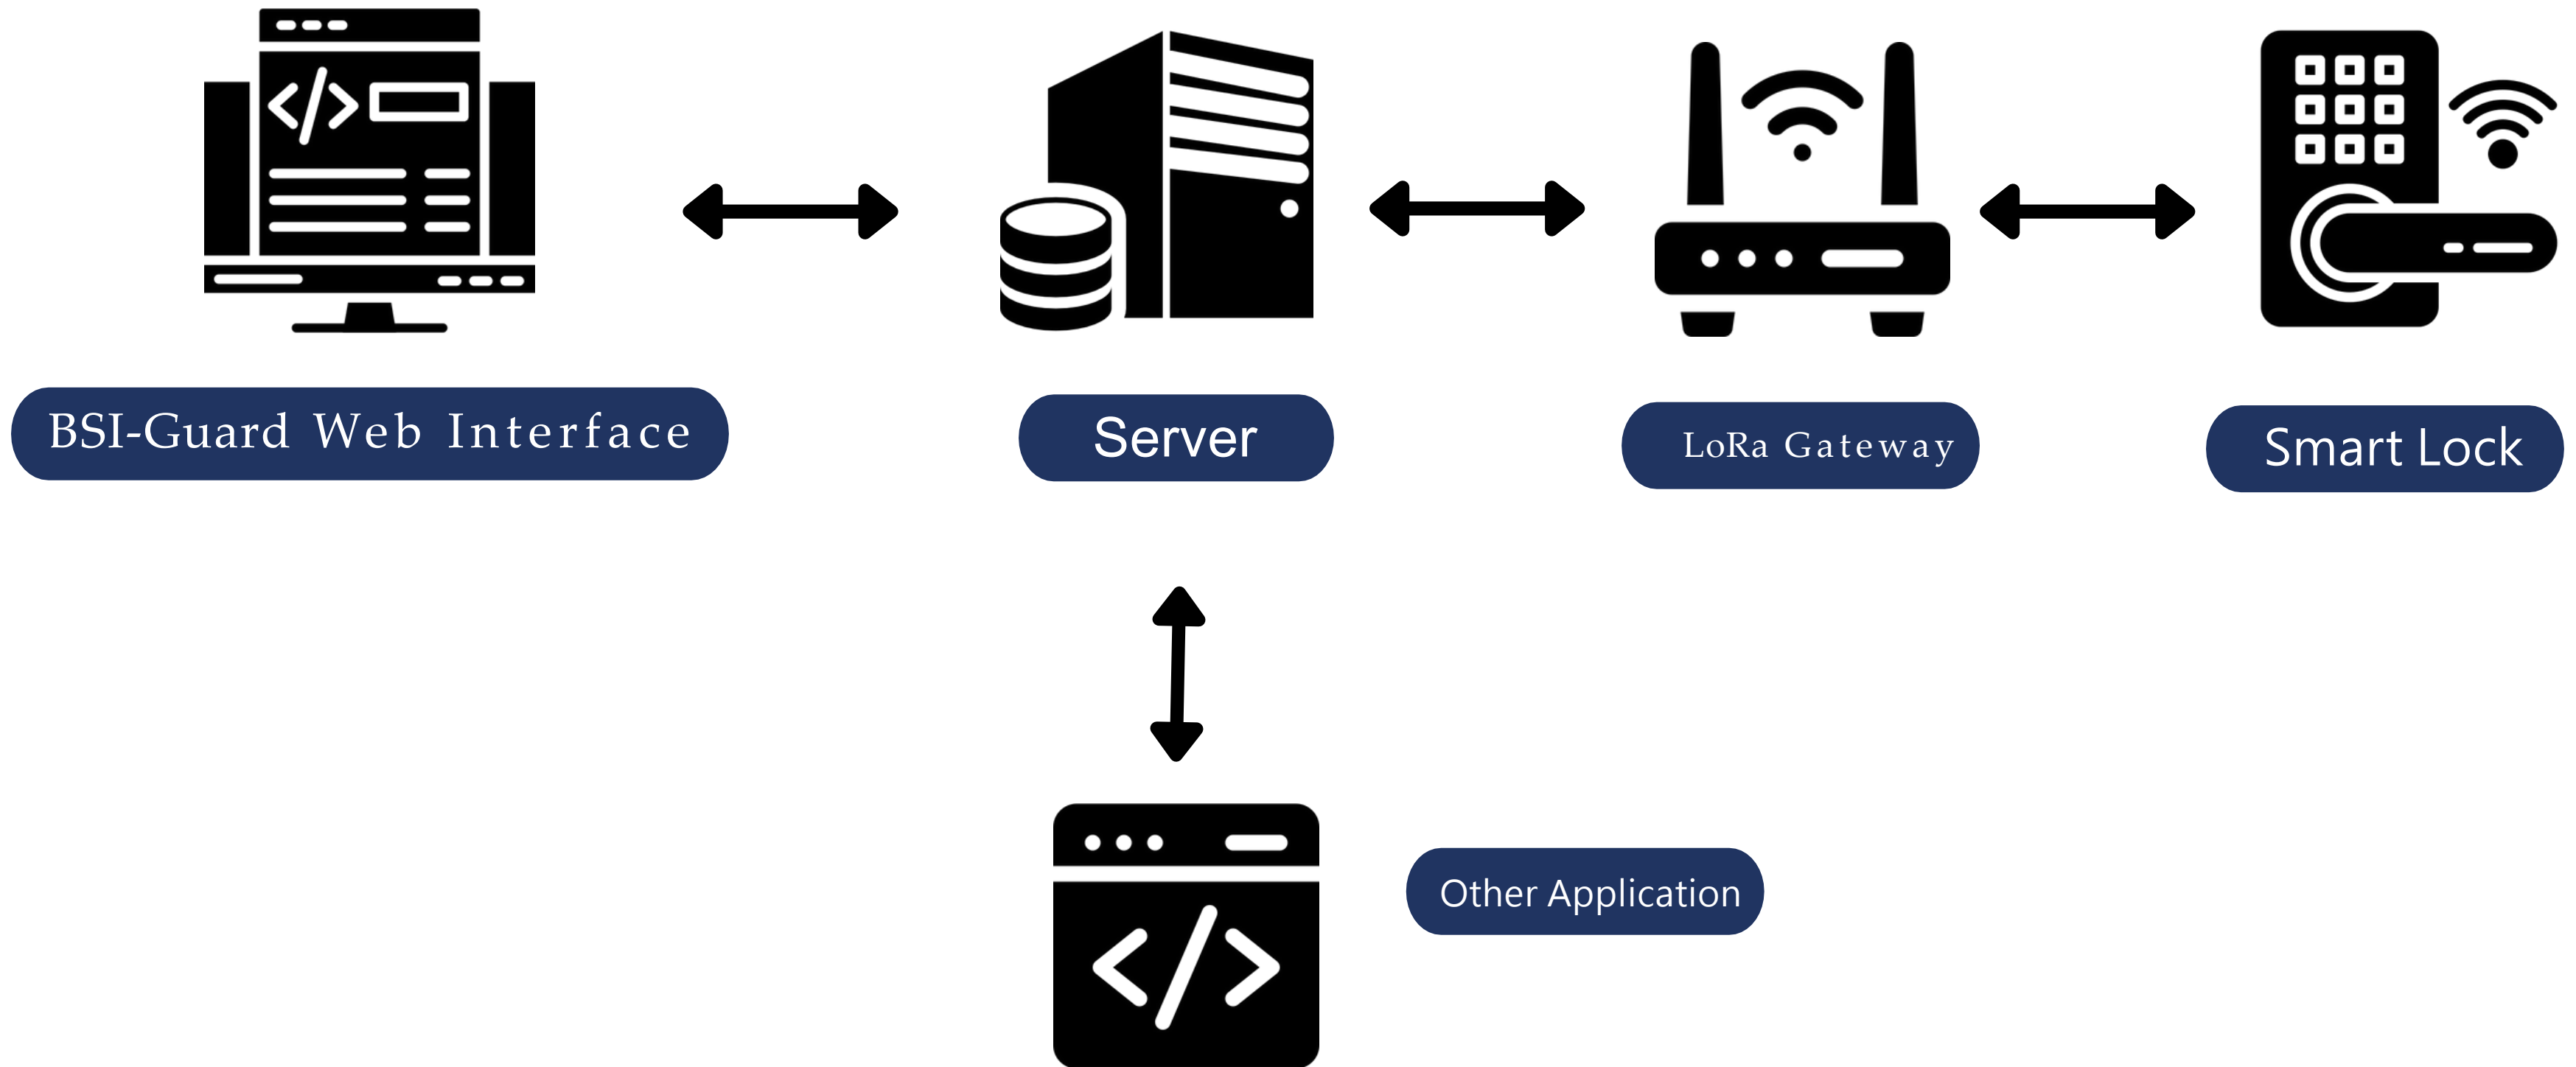 BSI-Guard Web Interface
Server
LoRa Gateway
Smart Lock
Other Application